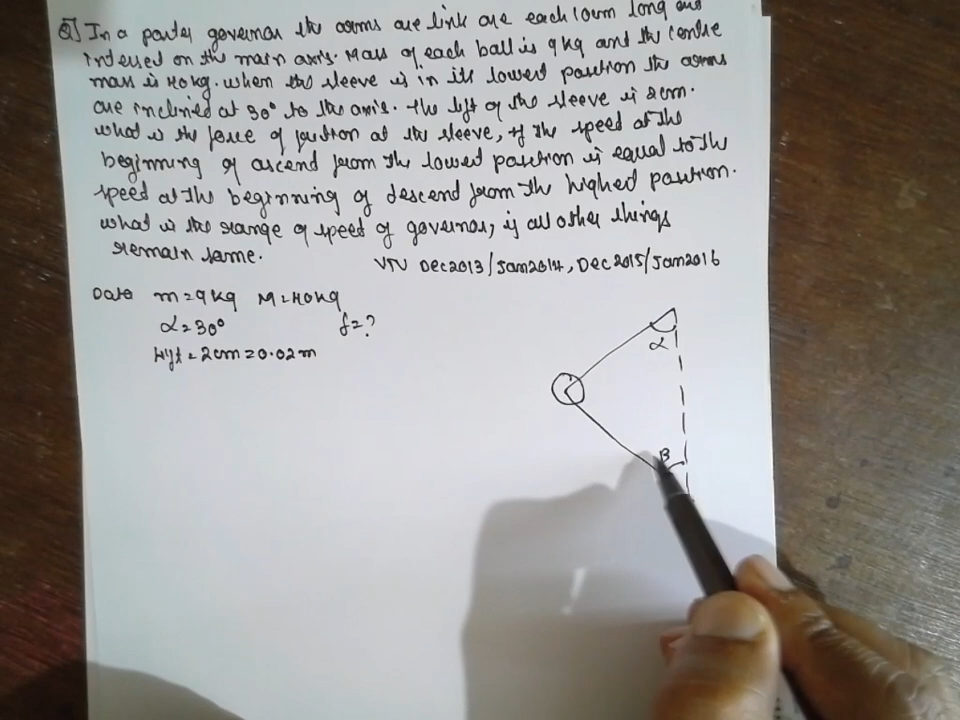 Q] In a porter governor the arms are link are each 10cm long and
intersed on the main axis. Mass of each ball is 9kg and the centre
mass is 40kg. when the sleeve is in its lowest position the arms
are inclined at 30° to the axis. The lift of the sleeve is 2cm.
what is the force of friction at the sleeve, if the speed at the
beginning of ascend from the lowest position is equal to the
speed at the beginning of descend from the highest position.
what is the range of speed of governor, if all other things
remain same.
VTU Dec2013/Jan2014, Dec2015/Jan2016
Data m=9kg M=40kg
α=30° f=?
Lift=2cm=0.02m
α
β